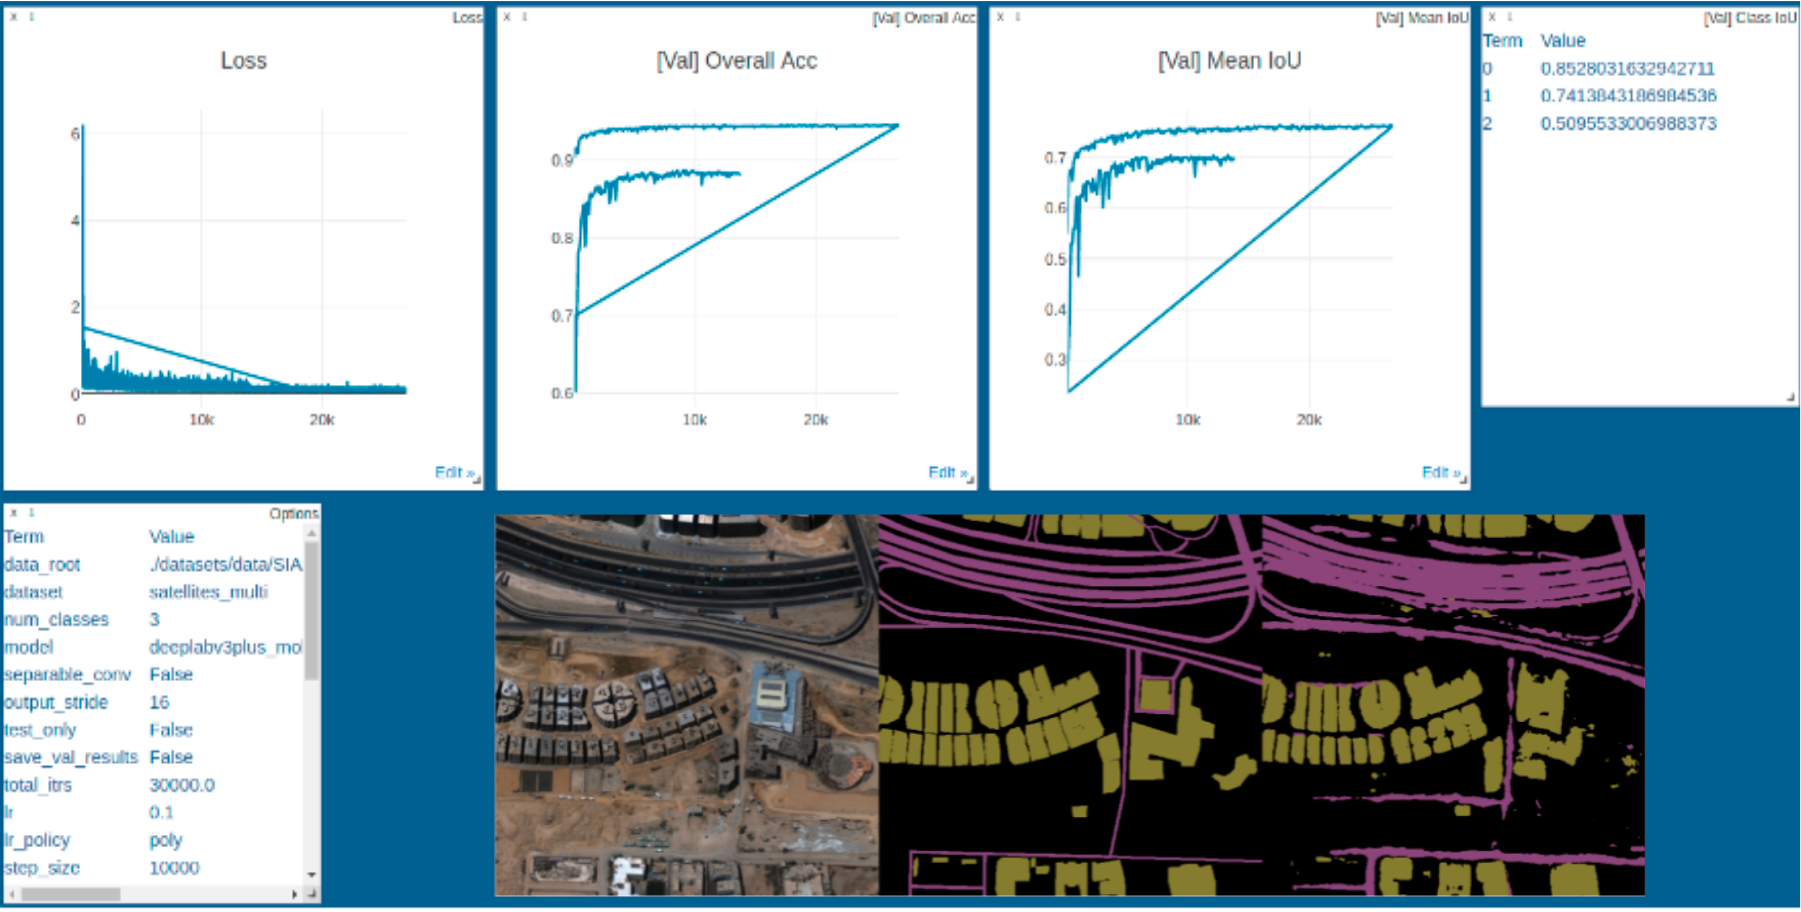 Loss
Loss
6
4
2
0
0 10k 20k
Edit »
[Val] Overall Acc
[Val] Overall Acc
0.9
0.8
0.7
0.6
10k 20k
Edit »
[Val] Mean IoU
[Val] Mean IoU
0.7
0.6
0.5
0.4
0.3
10k 20k
Edit »
[Val] Class IoU
Term Value
0 0.8528031632942711
1 0.7413843186984536
2 0.5095533006988373
Options
Term Value
data_root ./datasets/data/SIA
dataset satellites_multi
num_classes 3
model deeplabv3plus_mo
separable_conv False
output_stride 16
test_only False
save_val_results False
total_itrs 30000.0
lr 0.1
lr_policy poly
step_size 10000